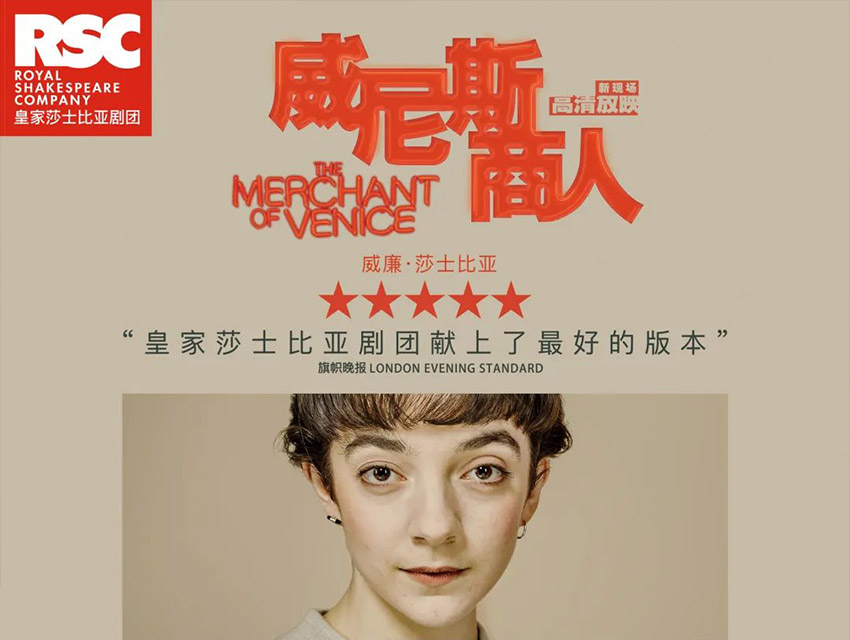 RSC
ROYAL
SHAKESPEARE
COMPANY
皇家莎士比亚剧团
威尼斯
商人
新现场
高清放映
THE
MERCHANT
OF VENICE
威廉·莎士比亚
★★★★★
“皇家莎士比亚剧团献上了最好的版本”
旗帜晚报 LONDON EVENING STANDARD